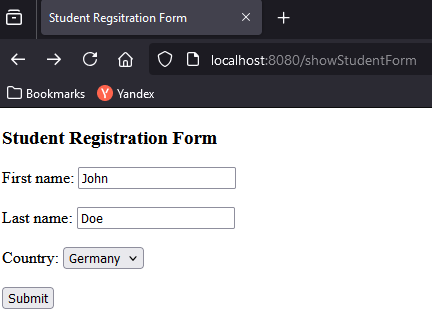 Student Regsitration Form
localhost:8080/showStudentForm
Bookmarks Y Yandex
Student Registration Form
First name: John
Last name: Doe
Country: Germany
Submit